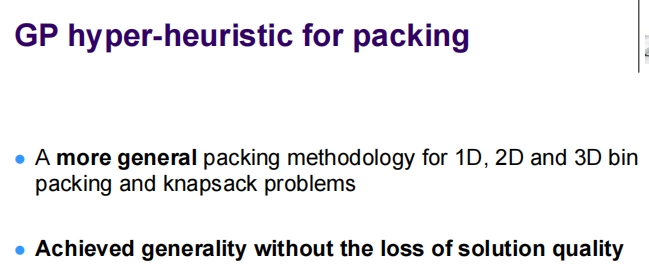 GP hyper-heuristic for packing
• A more general packing methodology for 1D, 2D and 3D bin
packing and knapsack problems
• Achieved generality without the loss of solution quality